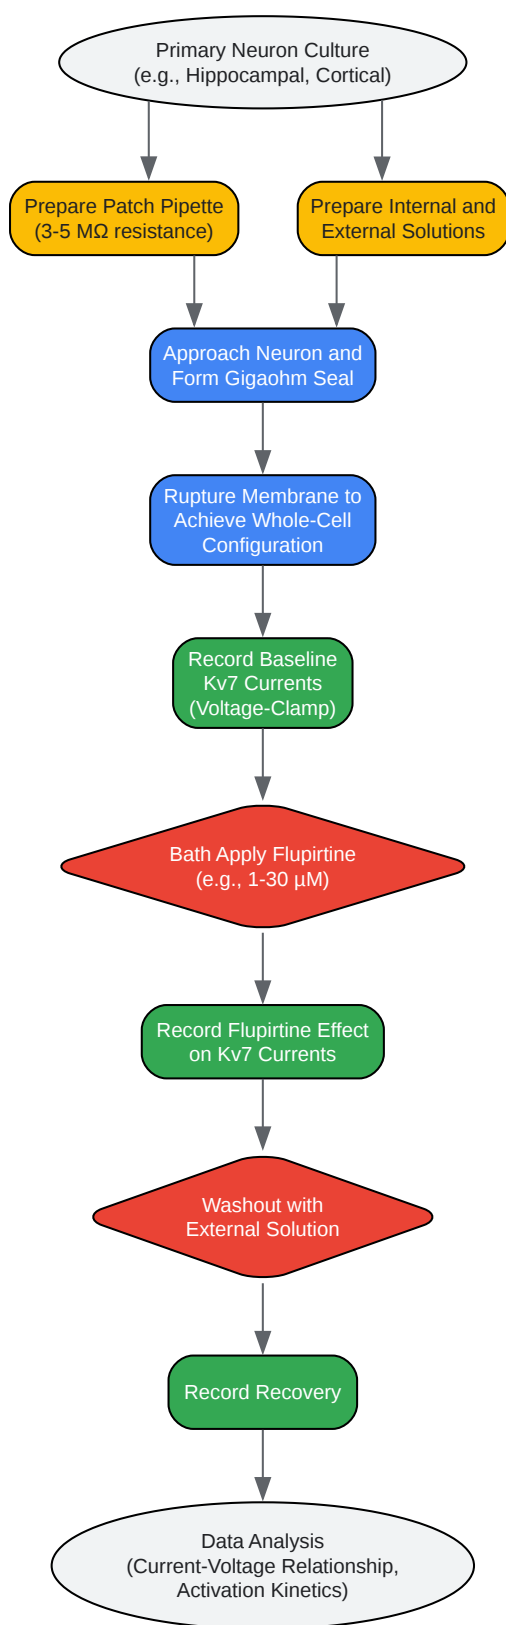 Primary Neuron Culture
(e.g., Hippocampal, Cortical)
Prepare Patch Pipette
(3-5 MΩ resistance)
Prepare Internal and
External Solutions
Approach Neuron and
Form Gigaohm Seal
Rupture Membrane to
Achieve Whole-Cell
Configuration
Record Baseline
Kv7 Currents
(Voltage-Clamp)
Bath Apply Flupirtine
(e.g., 1-30 µM)
Record Flupirtine Effect
on Kv7 Currents
Washout with
External Solution
Record Recovery
Data Analysis
(Current-Voltage Relationship,
Activation Kinetics)